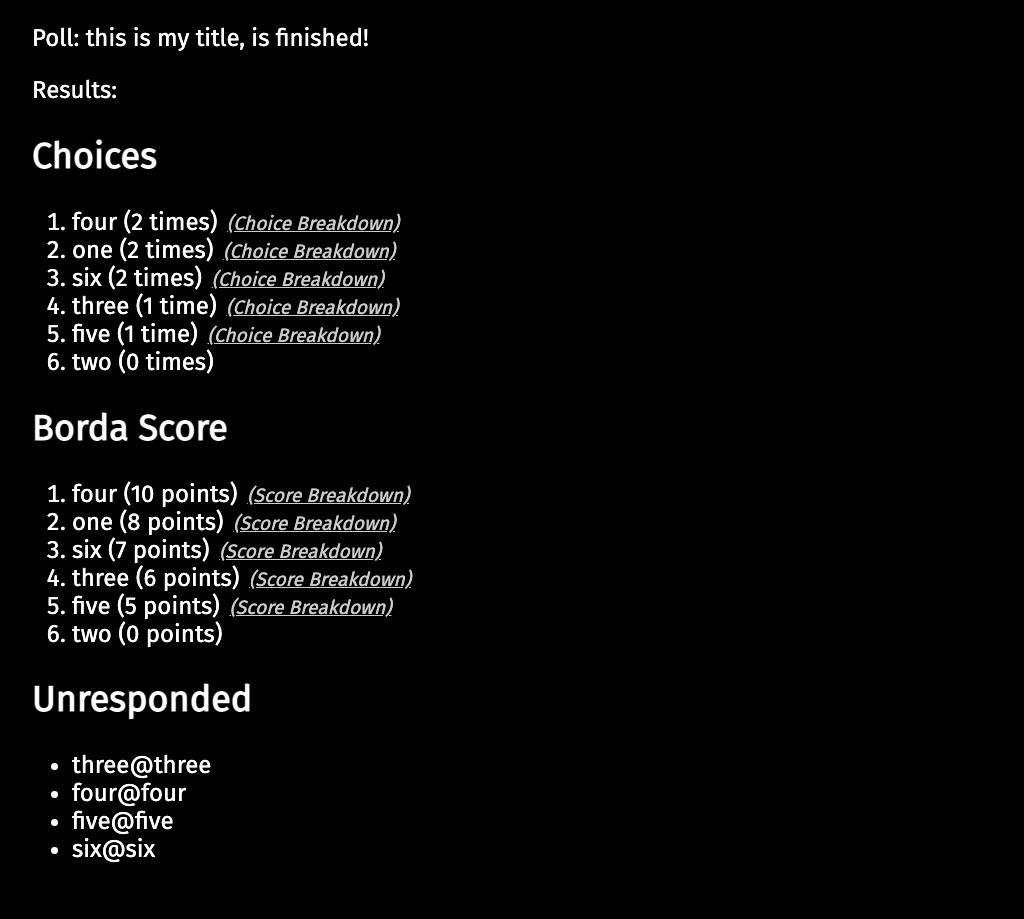 Poll: this is my title, is finished!
Results:
Choices
1. four (2 times) (Choice Breakdown)
2. one (2 times) (Choice Breakdown)
3. six (2 times) (Choice Breakdown)
4. three (1 time) (Choice Breakdown)
5. five (1 time) (Choice Breakdown)
6. two (0 times)
Borda Score
1. four (10 points) (Score Breakdown)
2. one (8 points) (Score Breakdown)
3. six (7 points) (Score Breakdown)
4. three (6 points) (Score Breakdown)
5. five (5 points) (Score Breakdown)
6. two (0 points)
Unresponded
• three@three
• four@four
• five@five
• six@six